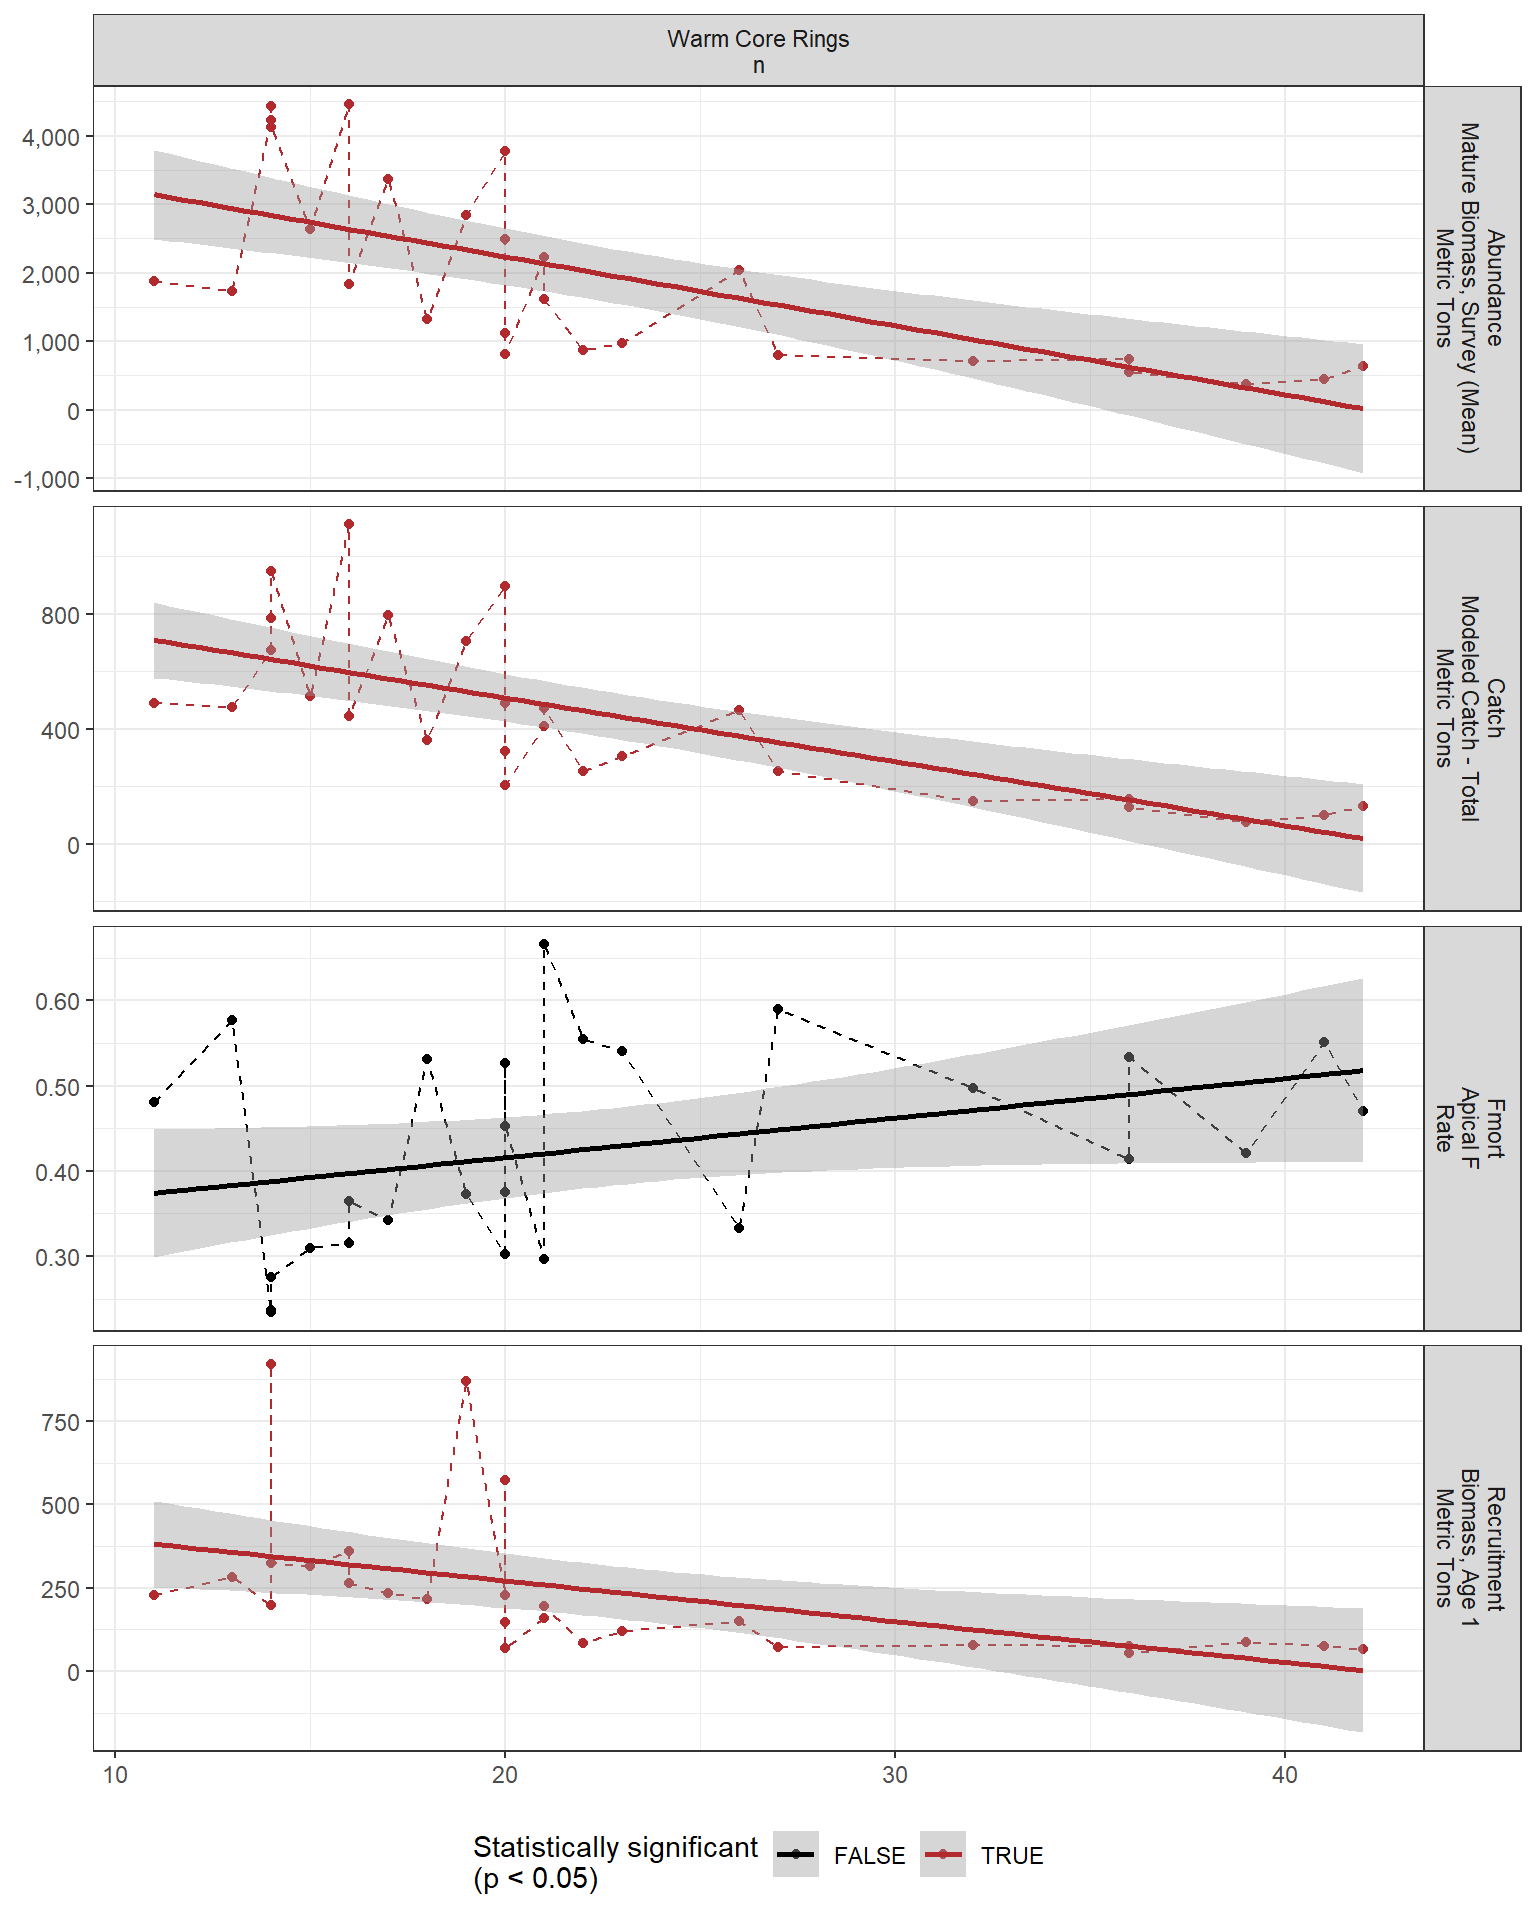 Warm Core Rings
n
4,000
3,000
2,000
1,000
0
-1,000
Abundance
Mature Biomass, Survey (Mean)
Metric Tons
800
400
0
Catch
Modeled Catch - Total
Metric Tons
0.60
0.50
0.40
0.30
Fmort
Apical F
Rate
750
500
250
0
Recruitment
Biomass, Age 1
Metric Tons
10 20 30 40
Statistically significant
(p < 0.05)
FALSE TRUE